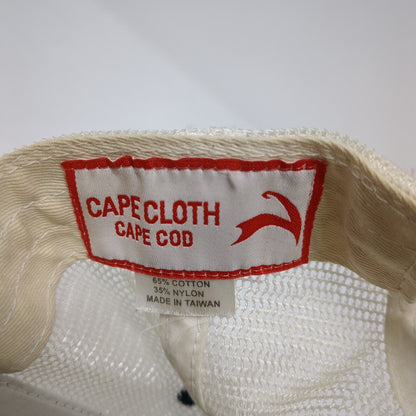 CAPE CLOTH
CAPE COD
65% COTTON
35% NYLON
MADE IN TAIWAN